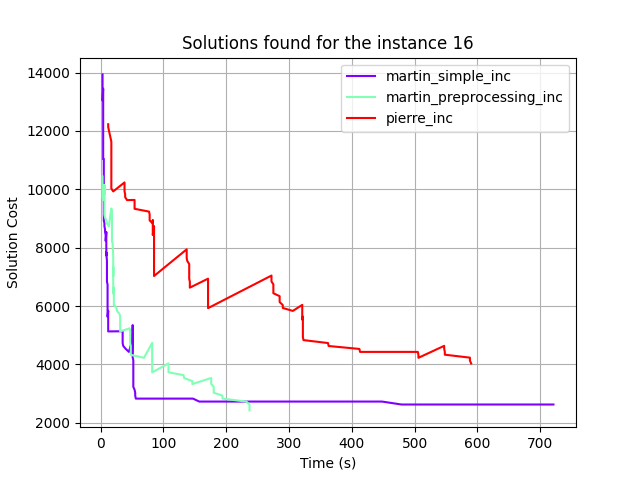 Solutions found for the instance 16
martin_simple_inc
martin_preprocessing_inc
pierre_inc
Solution Cost
14000
12000
10000
8000
6000
4000
2000
0 100 200 300 400 500 600 700
Time (s)